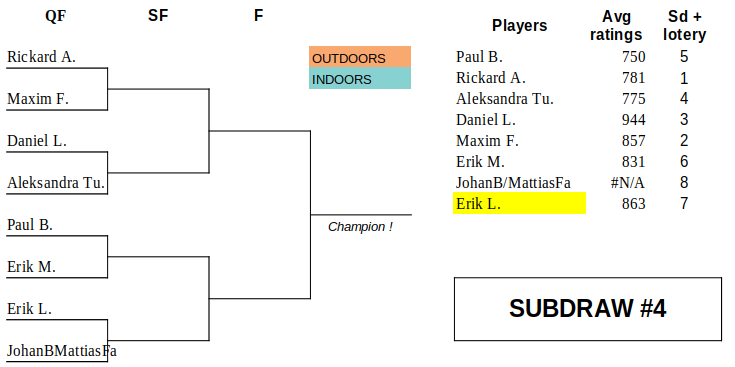 QF SF F
Rickard A.
Maxim F.
Daniel L.
Aleksandra Tu.
Paul B.
Erik M.
Erik L.
JohanBMattiasFa
OUTDOORS
INDOORS
Champion !
Players Avg ratings Sd + lotery
Paul B. 750 5
Rickard A. 781 1
Aleksandra Tu. 775 4
Daniel L. 944 3
Maxim F. 857 2
Erik M. 831 6
JohanB/MattiasFa #N/A 8
Erik L. 863 7
SUBDRAW #4